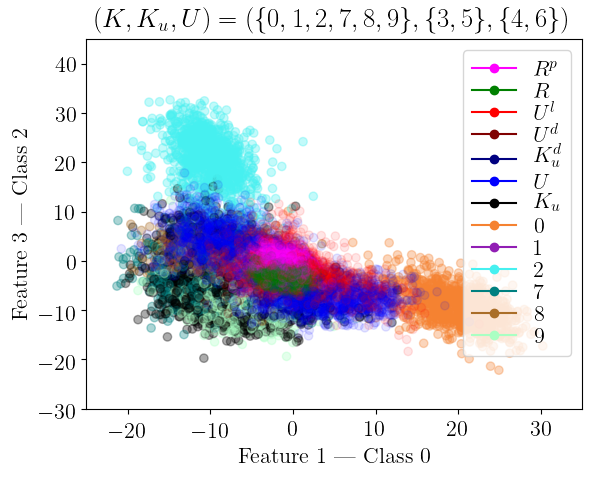 (K, K_u, U) = ({0, 1, 2, 7, 8, 9}, {3, 5}, {4, 6})
40
30
20
10
0
−10
−20
−30
Feature 3 — Class 2
R^p
R
U^l
U^d
K_u^d
U
K_u
0
1
2
7
8
9
−20
−10
0
10
20
30
Feature 1 — Class 0